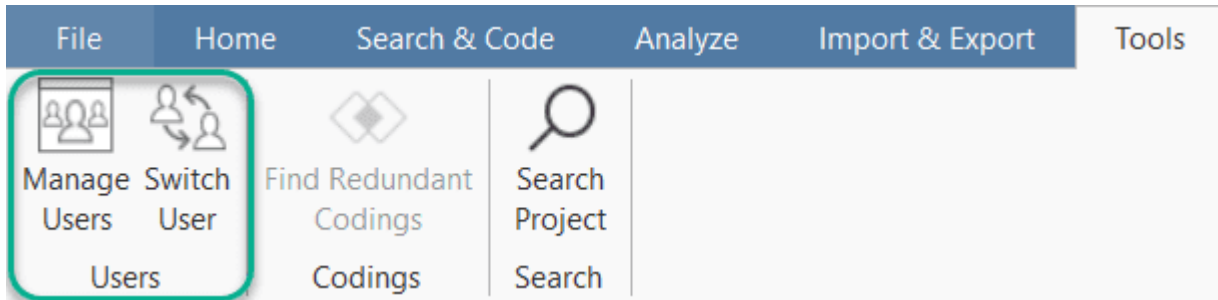 File Home Search & Code Analyze Import & Export Tools
Manage Switch Find Redundant Search
Users User Codings Project
Users Codings Search